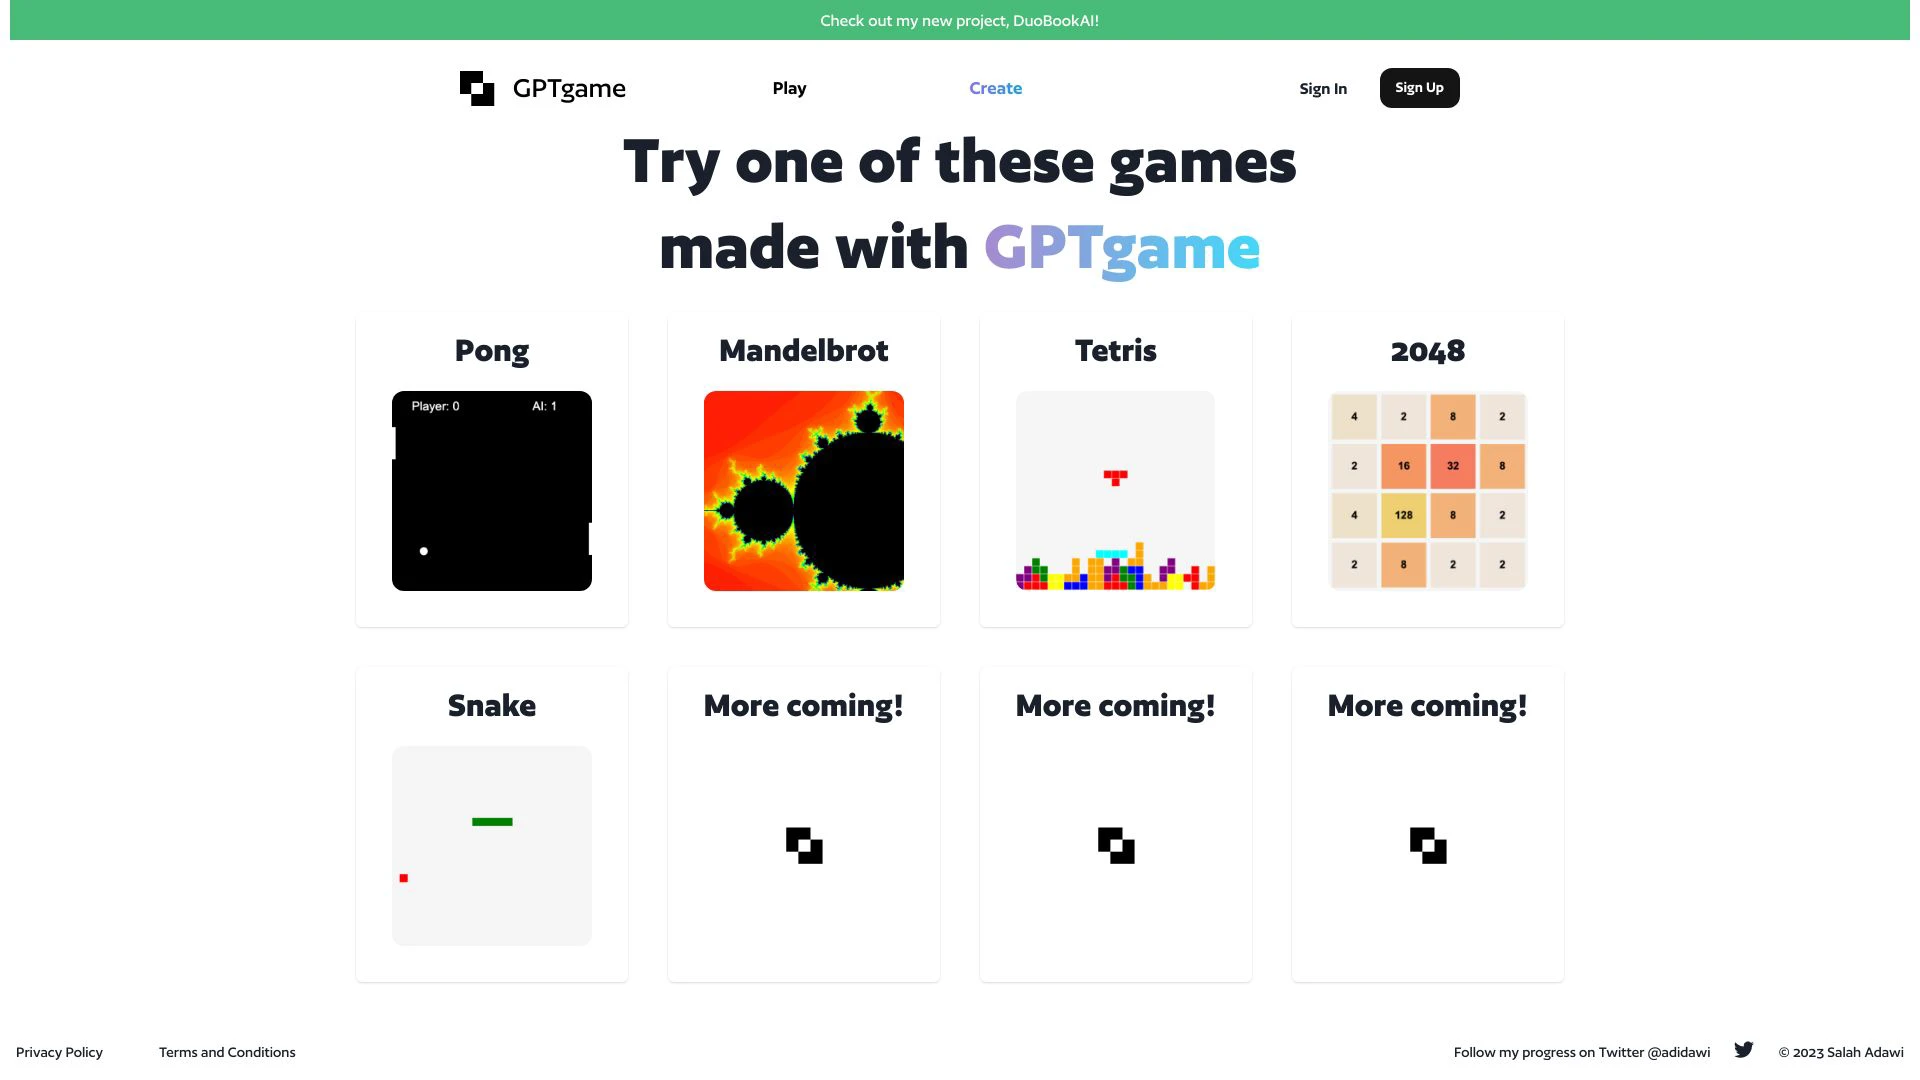 Check out my new project, DuoBookAI!
GPTgame
Play
Create
Sign In
Sign Up
Try one of these games
made with GPTgame
Pong
Player: 0
AI: 1
Mandelbrot
Tetris
2048
4 2 8 2
2 16 32 8
4 128 8 2
2 8 2 2
Snake
More coming!
More coming!
More coming!
Privacy Policy
Terms and Conditions
Follow my progress on Twitter @adidawi
© 2023 Salah Adawi